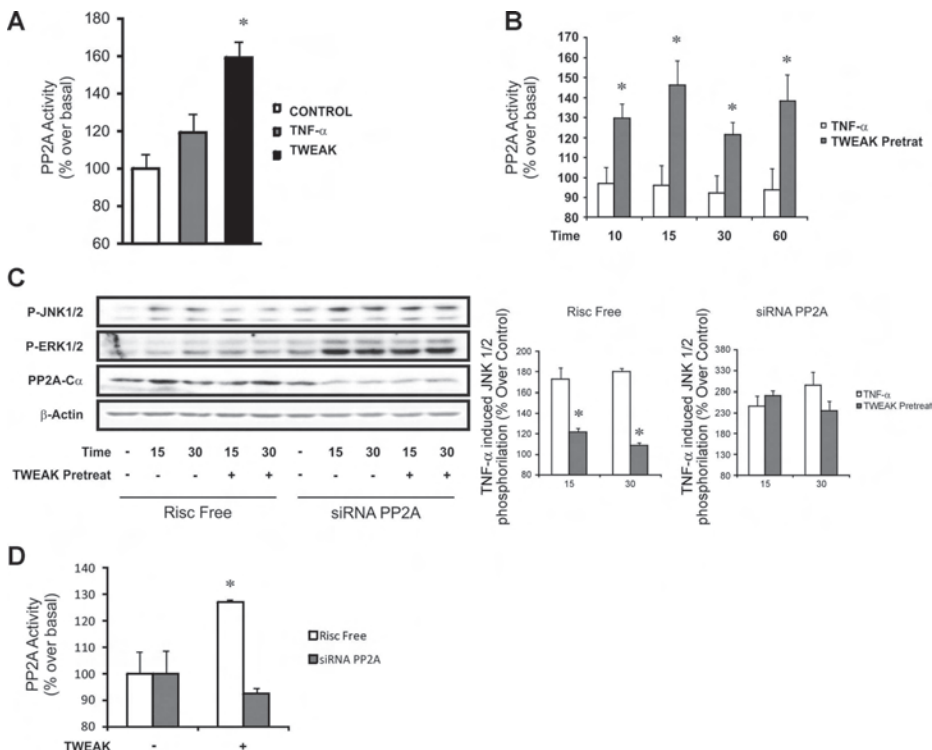 A
PP2A Activity
(% over basal)
180
160
140
120
100
80
60
*
CONTROL
TNF-α
TWEAK
B
PP2A Activity
(% over basal)
170
160
150
140
130
120
110
100
90
80
*
*
*
*
Time
10
15
30
60
TNF-α
TWEAK Pretrat
C
P-JNK1/2
P-ERK1/2
PP2A-Cα
β-Actin
Time - 15 30 15 30 - 15 30 15 30
TWEAK Pretreat - - - + + - - - + +
Risc Free
siRNA PP2A
Risc Free
TNF-α induced JNK 1/2
phosphorilation (% Over Control)
180
160
140
120
100
80
*
*
15
30
siRNA PP2A
TNF-α induced JNK 1/2
phosphorilation (% Over Control)
380
330
280
230
180
130
80
15
30
TNF-α
TWEAK Pretreat
D
PP2A Activity
(% over basal)
140
130
120
110
100
90
80
*
TWEAK
-
+
Risc Free
siRNA PP2A